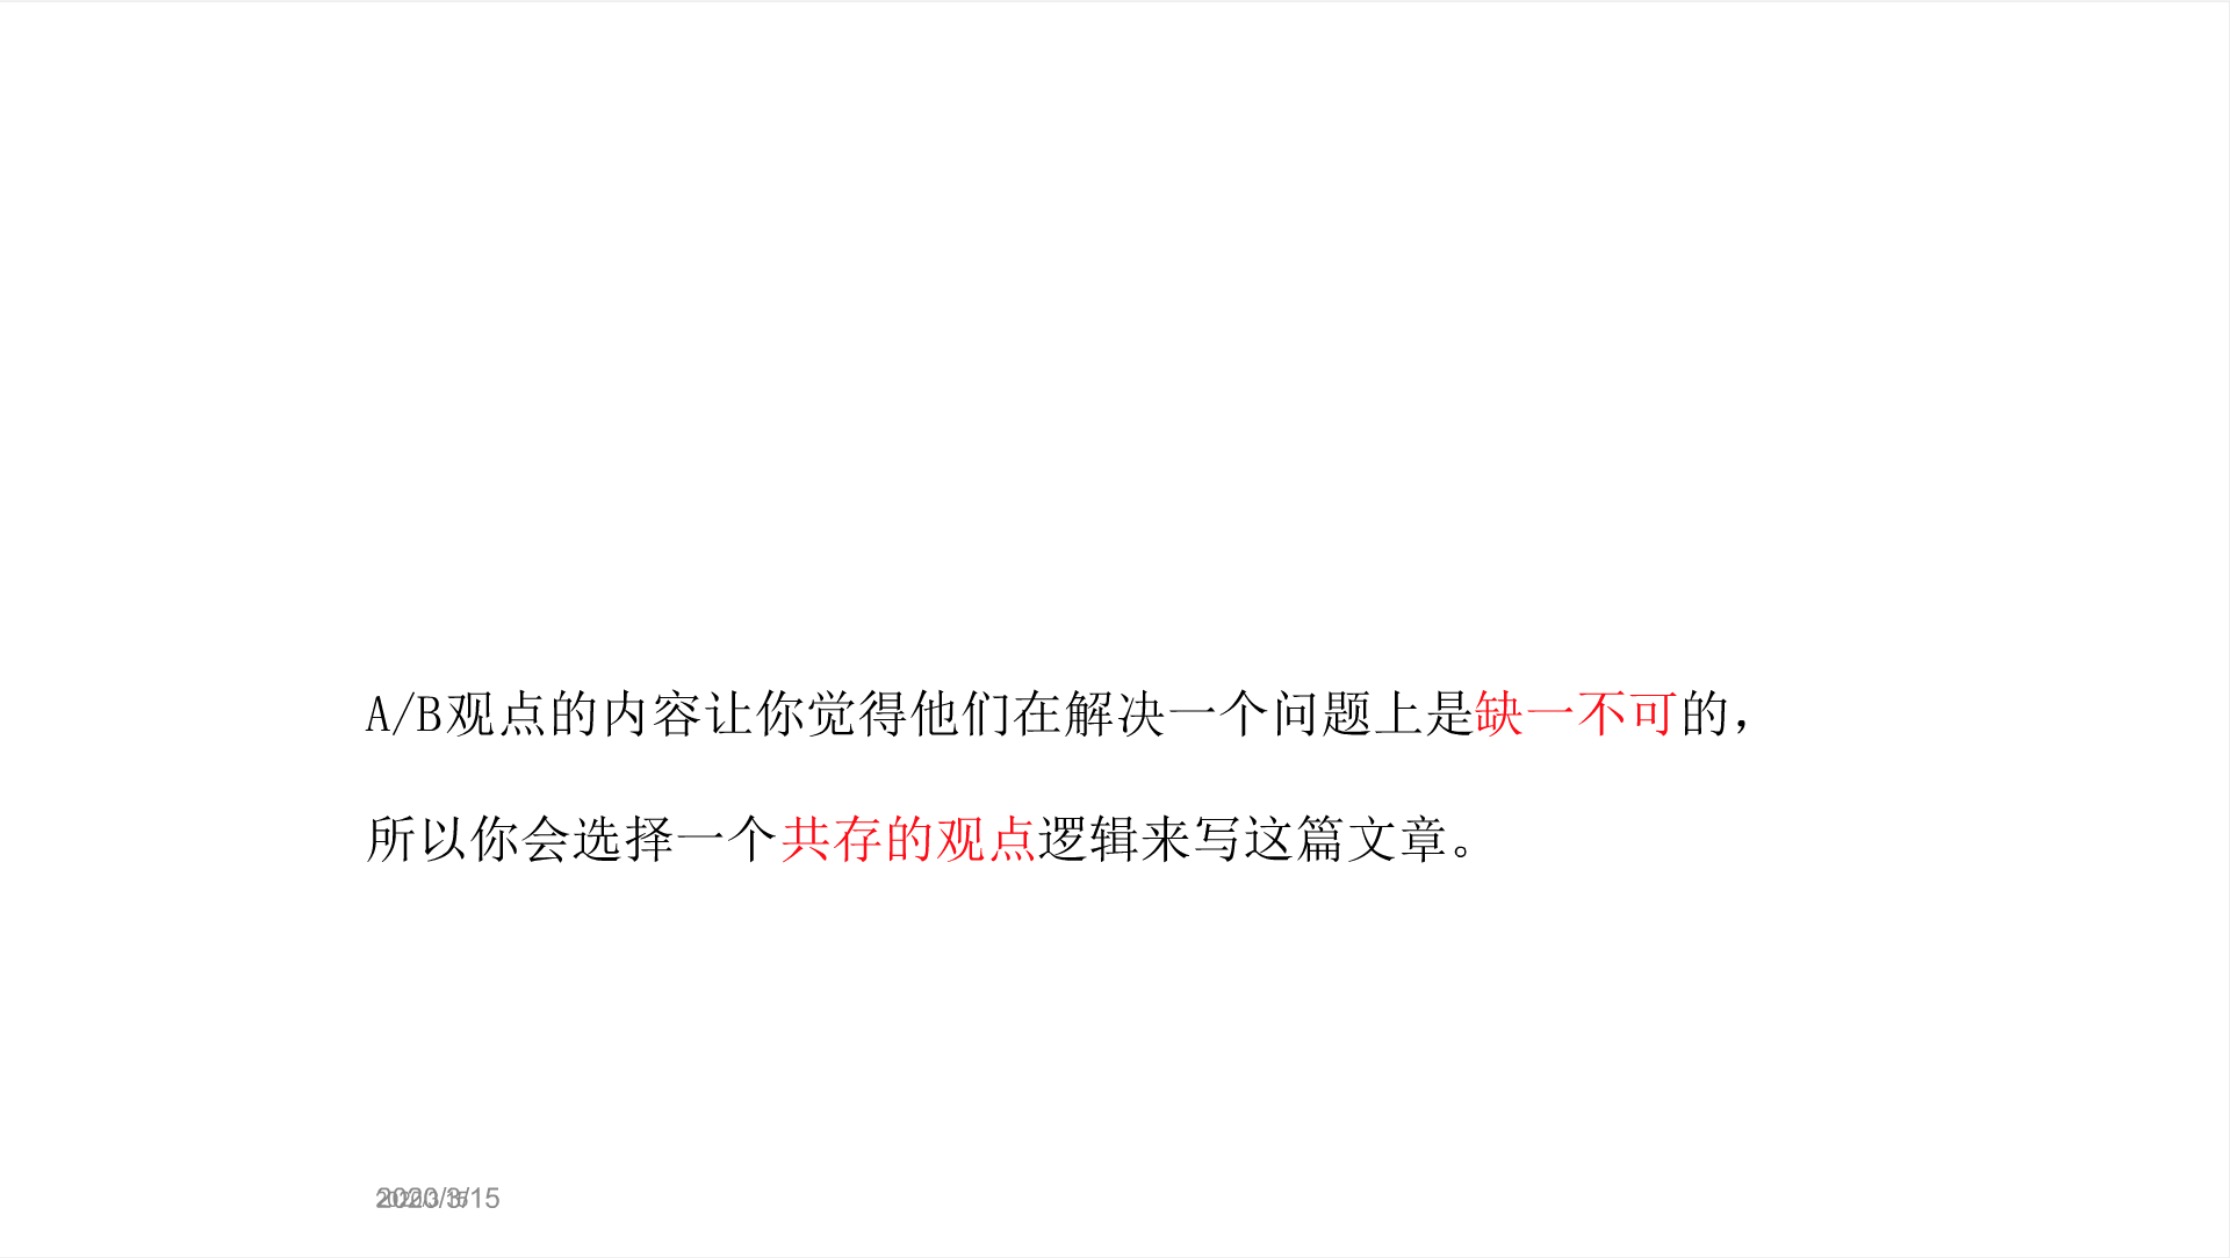 A/B观点的内容让你觉得他们在解决一个问题上是缺一不可的，
所以你会选择一个共存的观点逻辑来写这篇文章。
2020/3/15